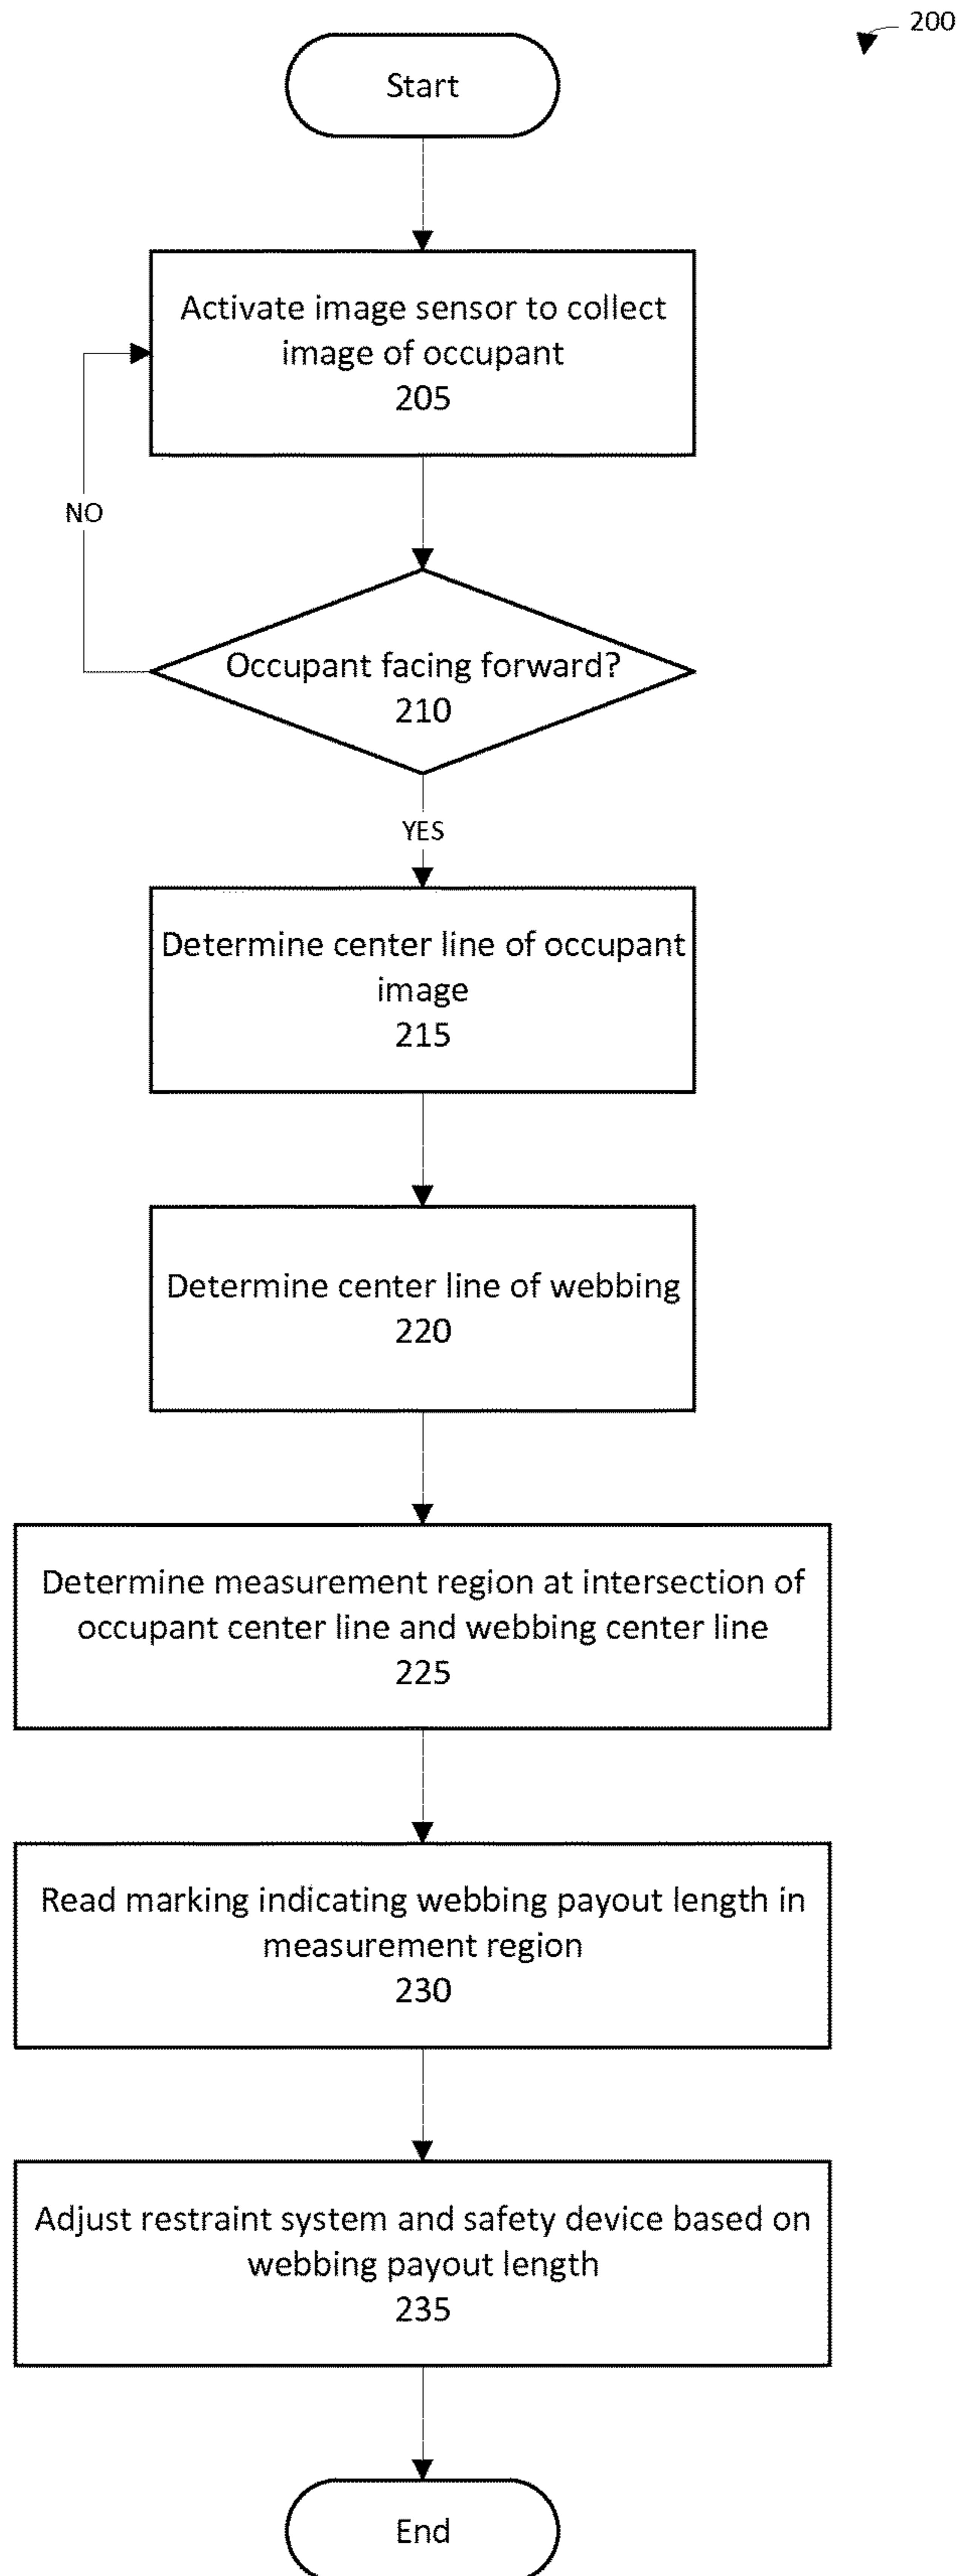 200
Start
Activate image sensor to collect
image of occupant
205
NO
Occupant facing forward?
210
YES
Determine center line of occupant
image
215
Determine center line of webbing
220
Determine measurement region at intersection of
occupant center line and webbing center line
225
Read marking indicating webbing payout length in
measurement region
230
Adjust restraint system and safety device based on
webbing payout length
235
End